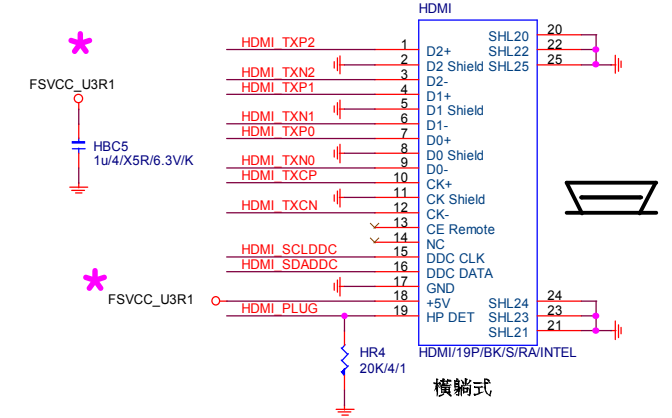 HDMI
HDMI_TXP2 1 D2+ SHL20 20
2 D2 Shield SHL22 22
HDMI_TXN2 3 D2- SHL25 25
HDMI_TXP1 4 D1+
5 D1 Shield
HDMI_TXN1 6 D1-
HDMI_TXP0 7 D0+
8 D0 Shield
HDMI_TXN0 9 D0-
HDMI_TXCP 10 CK+
11 CK Shield
HDMI_TXCN 12 CK-
13 CE Remote
14 NC
HDMI_SCLDDC 15 DDC CLK
HDMI_SDADDC 16 DDC DATA
17 GND
FSVCC_U3R1 18 +5V SHL24 24
HDMI_PLUG 19 HP DET SHL23 23
SHL21 21
HDMI/19P/BK/S/RA/INTEL
FSVCC_U3R1
HBC5
1u/4/X5R/6.3V/K
HR4
20K/4/1
橫躺式